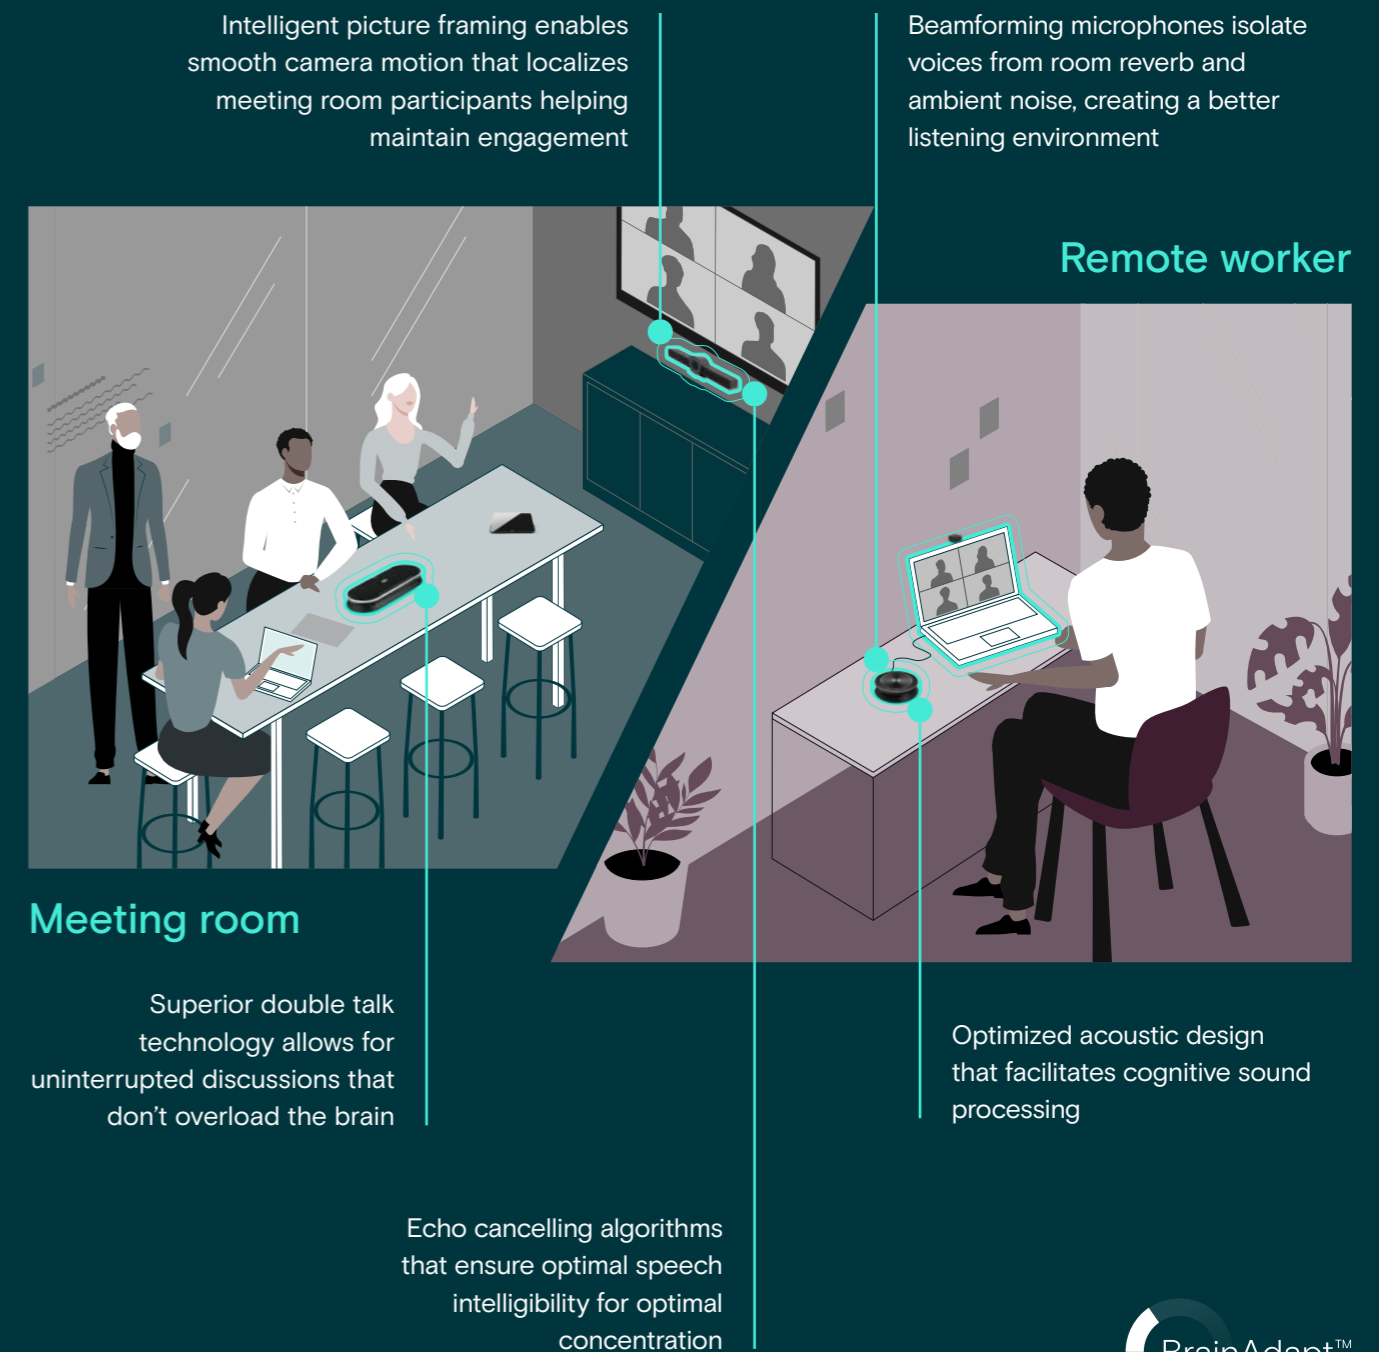 Intelligent picture framing enables
smooth camera motion that localizes
meeting room participants helping
maintain engagement
Beamforming microphones isolate
voices from room reverb and
ambient noise, creating a better
listening environment
Remote worker
Meeting room
Superior double talk
technology allows for
uninterrupted discussions that
don’t overload the brain
Optimized acoustic design
that facilitates cognitive sound
processing
Echo cancelling algorithms
that ensure optimal speech
intelligibility for optimal
concentration
BrainAdapt™